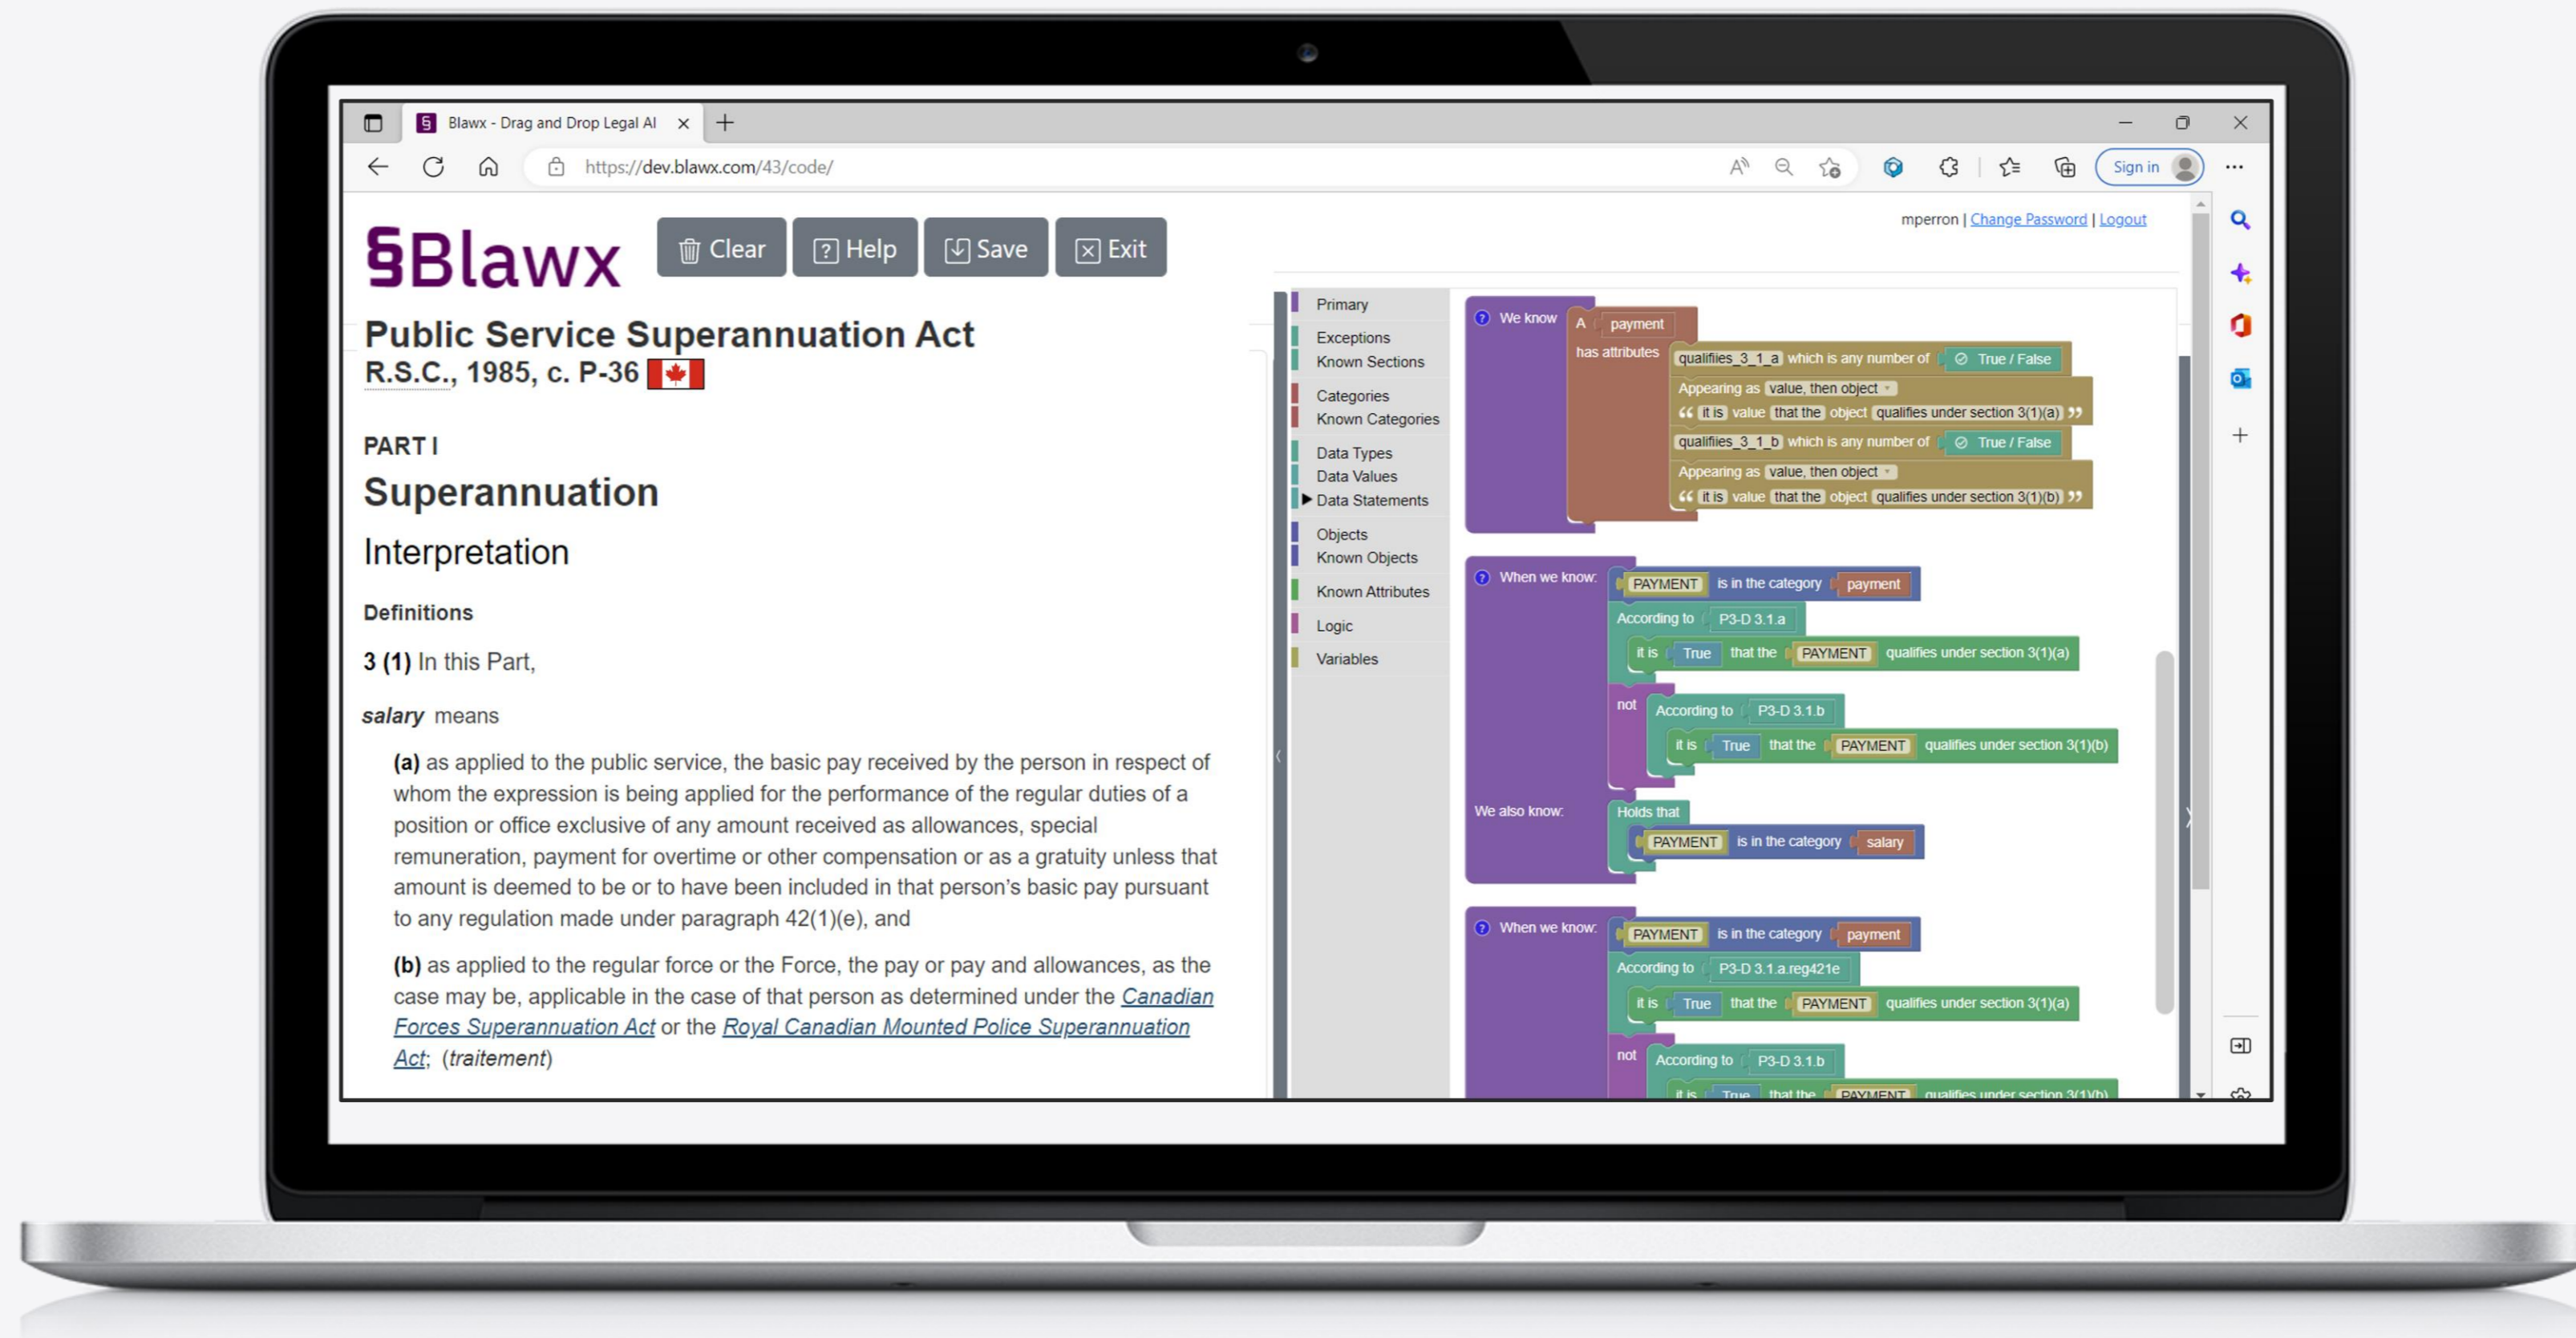 Blawx - Drag and Drop Legal AI
https://dev.blawx.com/43/code/
Sign in
§Blawx
Clear
Help
Save
Exit
mperron | Change Password | Logout
Public Service Superannuation Act
R.S.C., 1985, c. P-36
PART I
Superannuation
Interpretation
Definitions
3 (1) In this Part,
salary means
(a) as applied to the public service, the basic pay received by the person in respect of
whom the expression is being applied for the performance of the regular duties of a
position or office exclusive of any amount received as allowances, special
remuneration, payment for overtime or other compensation or as a gratuity unless that
amount is deemed to be or to have been included in that person's basic pay pursuant
to any regulation made under paragraph 42(1)(e), and
(b) as applied to the regular force or the Force, the pay or pay and allowances, as the
case may be, applicable in the case of that person as determined under the Canadian
Forces Superannuation Act or the Royal Canadian Mounted Police Superannuation
Act; (traitement)
Primary
Exceptions
Known Sections
Categories
Known Categories
Data Types
Data Values
Data Statements
Objects
Known Objects
Known Attributes
Logic
Variables
We know
A payment
has attributes
qualifiies_3_1_a which is any number of True / False
Appearing as value, then object
“ it is value that the object qualifies under section 3(1)(a) ”
qualifiies_3_1_b which is any number of True / False
Appearing as value, then object
“ it is value that the object qualifies under section 3(1)(b) ”
When we know: PAYMENT is in the category payment
According to P3-D 3.1.a
it is True that the PAYMENT qualifies under section 3(1)(a)
not According to P3-D 3.1.b
it is True that the PAYMENT qualifies under section 3(1)(b)
We also know: Holds that
PAYMENT is in the category salary
When we know: PAYMENT is in the category payment
According to P3-D 3.1.a.reg421e
it is True that the PAYMENT qualifies under section 3(1)(a)
not According to P3-D 3.1.b
it is True that the PAYMENT qualifies under section 3(1)(b)